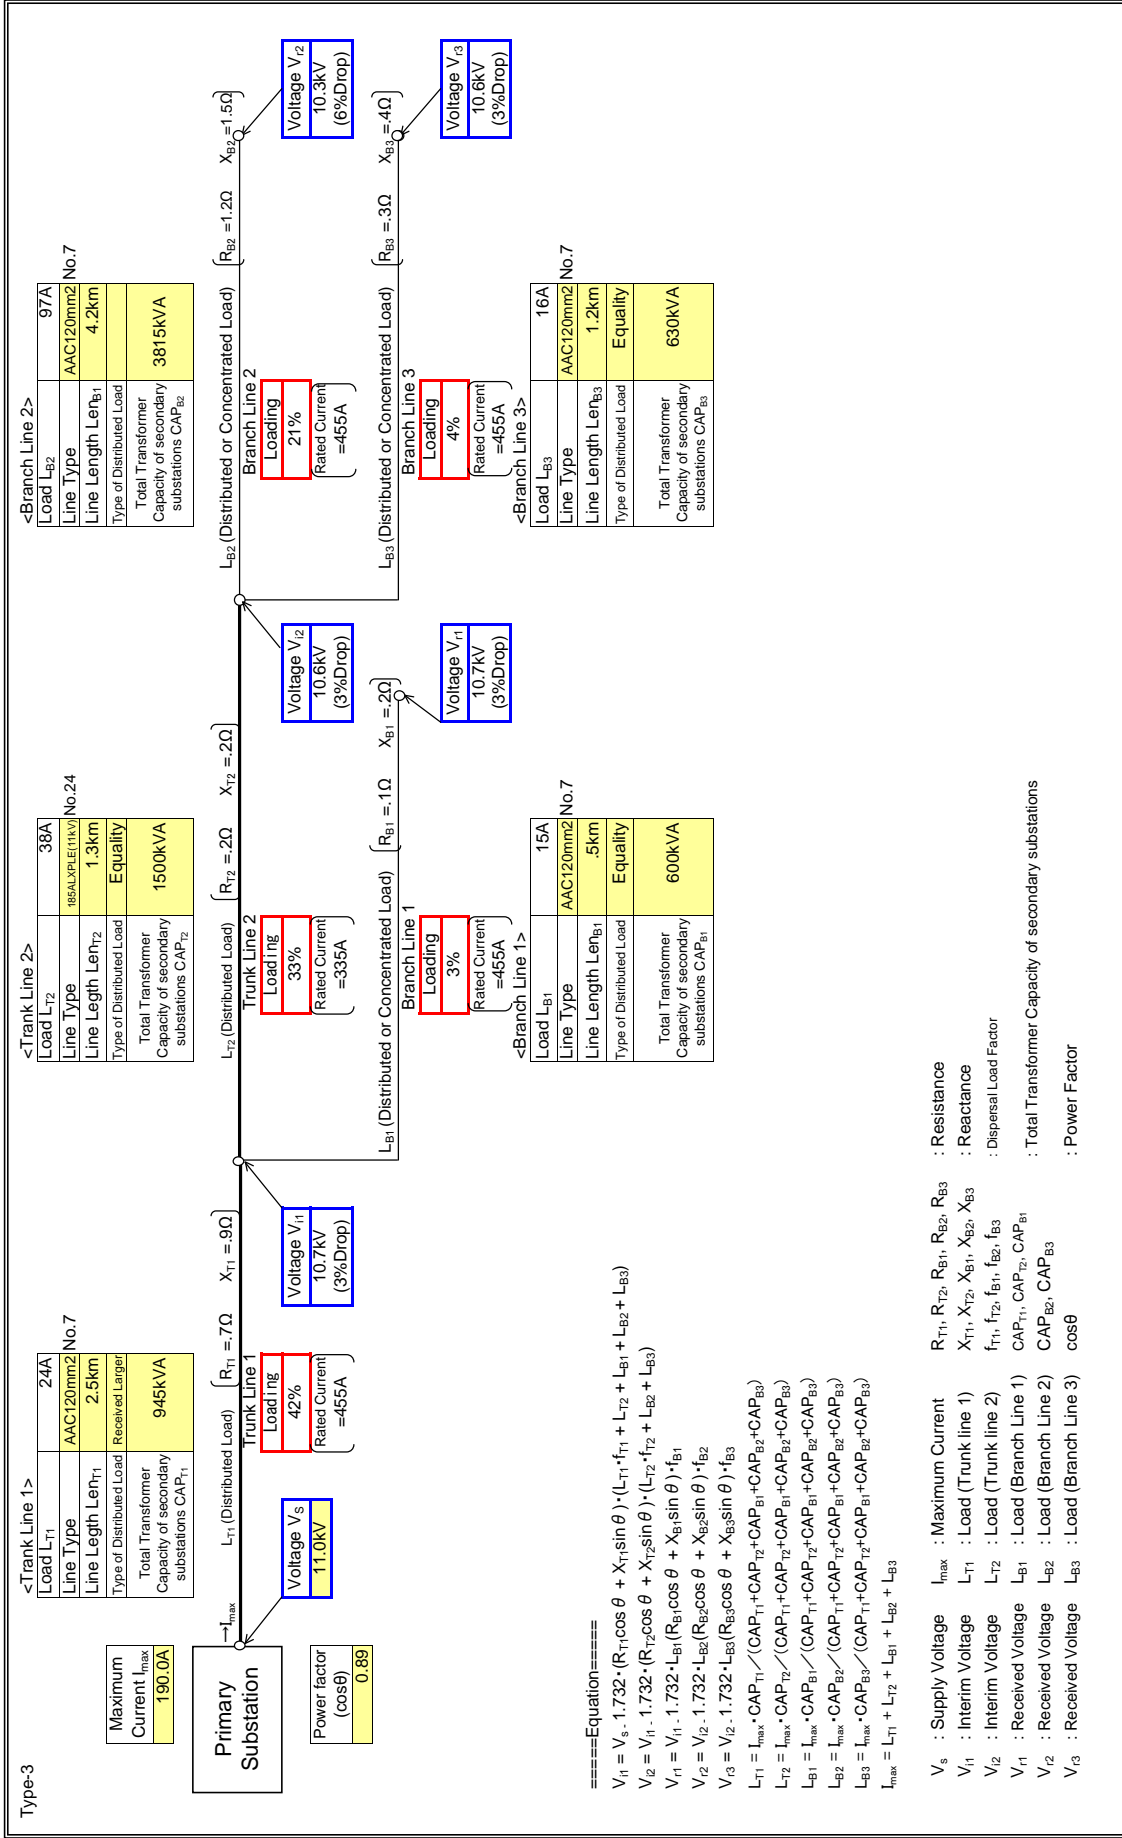 Type-3
<Trank Line 1>
Load LT1 24A
Line Type AAC120mm2 No.7
Line Legth LenT1 2.5km
Type of Distributed Load Received Larger
Total Transformer
Capacity of secondary
substations CAPT1
945kVA
<Trank Line 2>
Load LT2 38A
Line Type 185ALXPLE(11kV) No.24
Line Legth LenT2 1.3km
Type of Distributed Load Equality
Total Transformer
Capacity of secondary
substations CAPT2
1500kVA
<Branch Line 2>
Load LB2 97A
Line Type AAC120mm2 No.7
Line Length LenB1 4.2km
Type of Distributed Load
Total Transformer
Capacity of secondary
substations CAPB2
3815kVA
Maximum
Current Imax
190.0A
Primary
Substation
Power factor
(cosθ)
0.89
→Imax
Voltage VS
11.0kV
LT1 (Distributed Load)
RT1 =.7Ω XT1 =.9Ω
Trunk Line 1
Loading
42%
Rated Current
=455A
Voltage Vi1
10.7kV
(3%Drop)
LT2 (Distributed Load)
RT2 =.2Ω XT2 =.2Ω
Trunk Line 2
Loading
33%
Rated Current
=335A
Voltage Vi2
10.6kV
(3%Drop)
LB1 (Distributed or Concentrated Load)
RB1 =.1Ω XB1 =.2Ω
Branch Line 1
Loading
3%
Rated Current
=455A
Voltage Vr1
10.7kV
(3%Drop)
LB2 (Distributed or Concentrated Load)
RB2 =1.2Ω XB2 =1.5Ω
Branch Line 2
Loading
21%
Rated Current
=455A
Voltage Vr2
10.3kV
(6%Drop)
LB3 (Distributed or Concentrated Load)
RB3 =.3Ω XB3 =.4Ω
Branch Line 3
Loading
4%
Rated Current
=455A
Voltage Vr3
10.6kV
(3%Drop)
<Branch Line 1>
Load LB1 15A
Line Type AAC120mm2 No.7
Line Length LenB1 .5km
Type of Distributed Load Equality
Total Transformer
Capacity of secondary
substations CAPB1
600kVA
<Branch Line 3>
Load LB3 16A
Line Type AAC120mm2 No.7
Line Length LenB3 1.2km
Type of Distributed Load Equality
Total Transformer
Capacity of secondary
substations CAPB3
630kVA
=====Equation=====
Vi1 = VS - 1.732・(RT1cos θ + XT1sin θ)・(LT1・fT1 + LT2 + LB1 + LB2 + LB3)
Vi2 = Vi1 - 1.732・(RT2cos θ + XT2sin θ)・(LT2・fT2 + LB2 + LB3)
Vr1 = Vi1 - 1.732・LB1(RB1cos θ + XB1sin θ)・fB1
Vr2 = Vi2 - 1.732・LB2(RB2cos θ + XB2sin θ)・fB2
Vr3 = Vi2 - 1.732・LB3(RB3cos θ + XB3sin θ)・fB3
LT1 = Imax・CAPT1／(CAPT1+CAPT2+CAPB1+CAPB2+CAPB3)
LT2 = Imax・CAPT2／(CAPT1+CAPT2+CAPB1+CAPB2+CAPB3)
LB1 = Imax・CAPB1／(CAPT1+CAPT2+CAPB1+CAPB2+CAPB3)
LB2 = Imax・CAPB2／(CAPT1+CAPT2+CAPB1+CAPB2+CAPB3)
LB3 = Imax・CAPB3／(CAPT1+CAPT2+CAPB1+CAPB2+CAPB3)
Imax = LT1 + LT2 + LB1 + LB2 + LB3
Vs : Supply Voltage Imax : Maximum Current RT1, RT2, RB1, RB2, RB3 : Resistance
Vi1 : Interim Voltage LT1 : Load (Trunk line 1) XT1, XT2, XB1, XB2, XB3 : Reactance
Vi2 : Interim Voltage LT2 : Load (Trunk line 2) fT1, fT2, fB1, fB2, fB3 : Dispersal Load Factor
Vr1 : Received Voltage LB1 : Load (Branch Line 1) CAPT1, CAPT2, CAPB1 : Total Transformer Capacity of secondary substations
Vr2 : Received Voltage LB2 : Load (Branch Line 2) CAPB2, CAPB3
Vr3 : Received Voltage LB3 : Load (Branch Line 3) cosθ : Power Factor